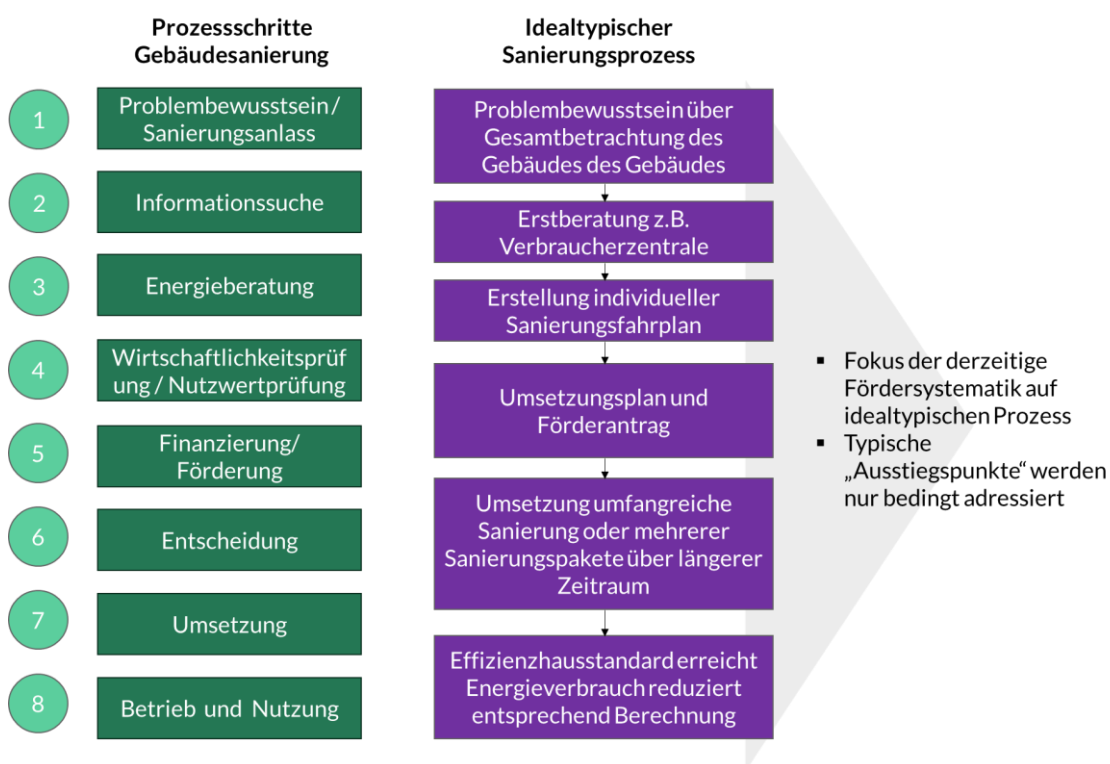 Prozessschritte
Gebäudesanierung
1
Problembewusstsein /
Sanierungsanlass
2
Informationssuche
3
Energieberatung
4
Wirtschaftlichkeitsprüf
ung / Nutzwertprüfung
5
Finanzierung/
Förderung
6
Entscheidung
7
Umsetzung
8
Betrieb und Nutzung
Idealtypischer
Sanierungsprozess
Problembewusstsein über
Gesamtbetrachtung des
Gebäudes des Gebäudes
Erstberatung z.B.
Verbraucherzentrale
Erstellung individueller
Sanierungsfahrplan
Umsetzungsplan und
Förderantrag
Umsetzung umfangreiche
Sanierung oder mehrerer
Sanierungspakete über längerer
Zeitraum
Effizienzhausstandard erreicht
Energieverbrauch reduziert
entsprechend Berechnung
▪ Fokus der derzeitige
Fördersystematik auf
idealtypischen Prozess
▪ Typische
„Ausstiegspunkte“ werden
nur bedingt adressiert